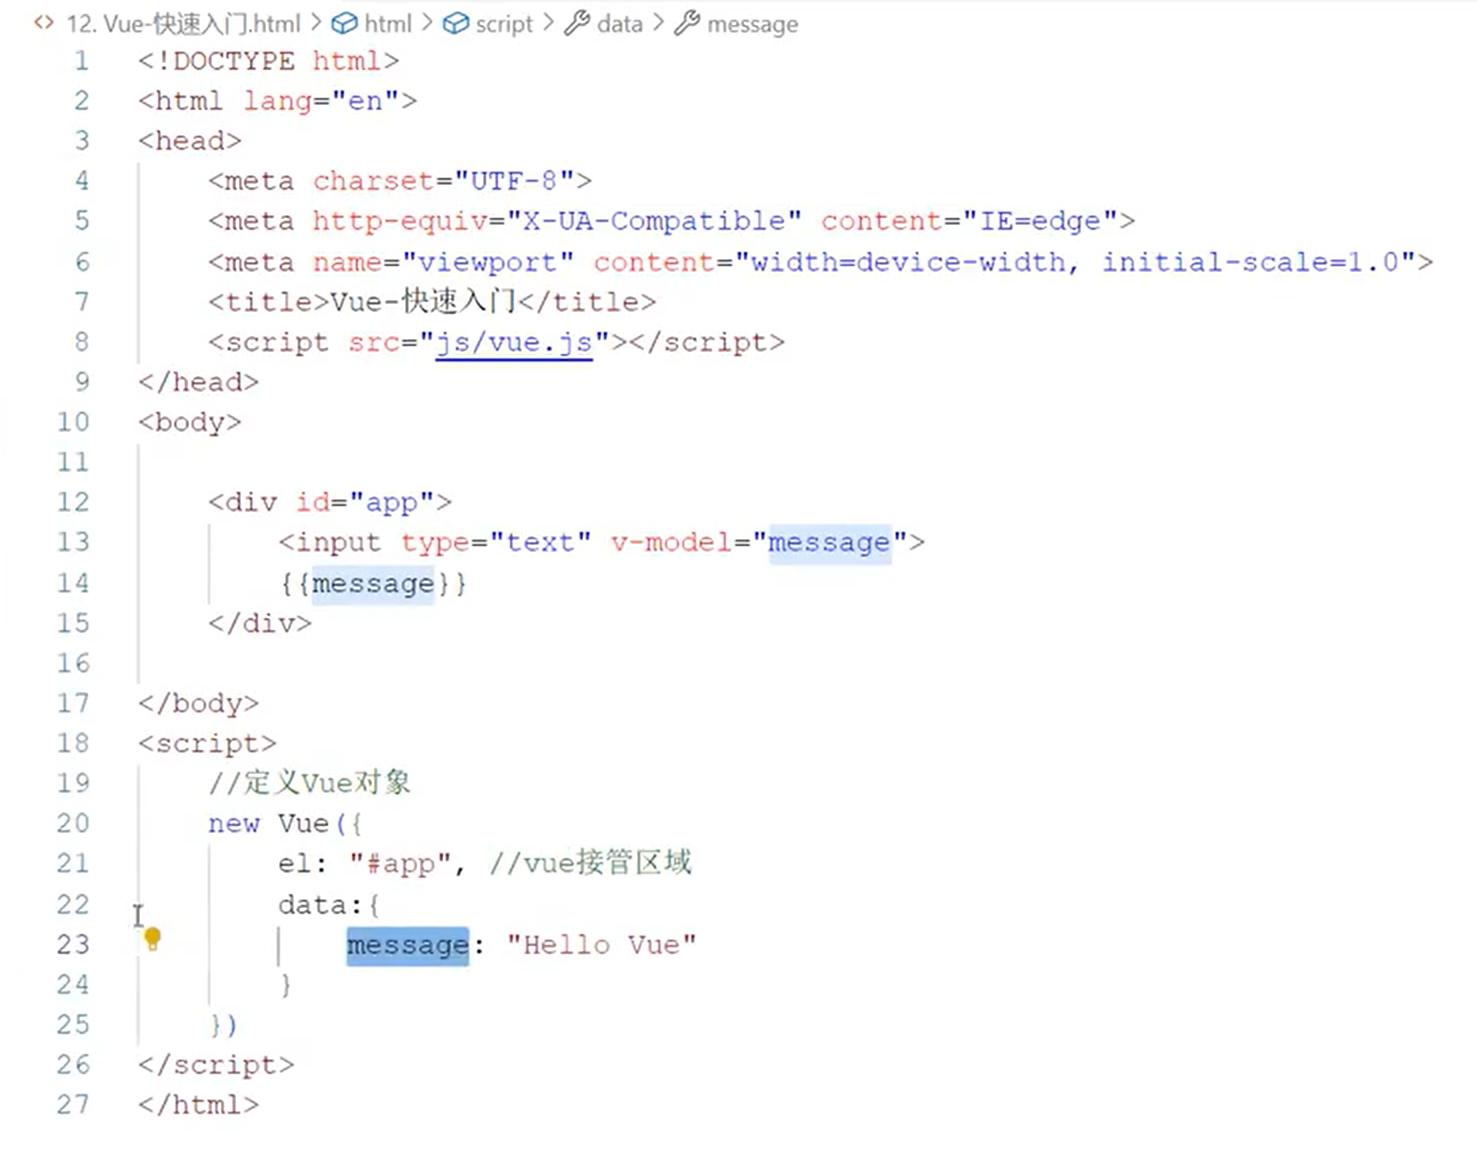 12. Vue-快速入门.html > html > script > data > message
1 <!DOCTYPE html>
2 <html lang="en">
3 <head>
4     <meta charset="UTF-8">
5     <meta http-equiv="X-UA-Compatible" content="IE=edge">
6     <meta name="viewport" content="width=device-width, initial-scale=1.0">
7     <title>Vue-快速入门</title>
8     <script src="js/vue.js"></script>
9 </head>
10 <body>
11
12     <div id="app">
13         <input type="text" v-model="message">
14         {{message}}
15     </div>
16
17 </body>
18 <script>
19     //定义Vue对象
20     new Vue({
21         el: "#app", //vue接管区域
22         data:{
23             message: "Hello Vue"
24         }
25     })
26 </script>
27 </html>